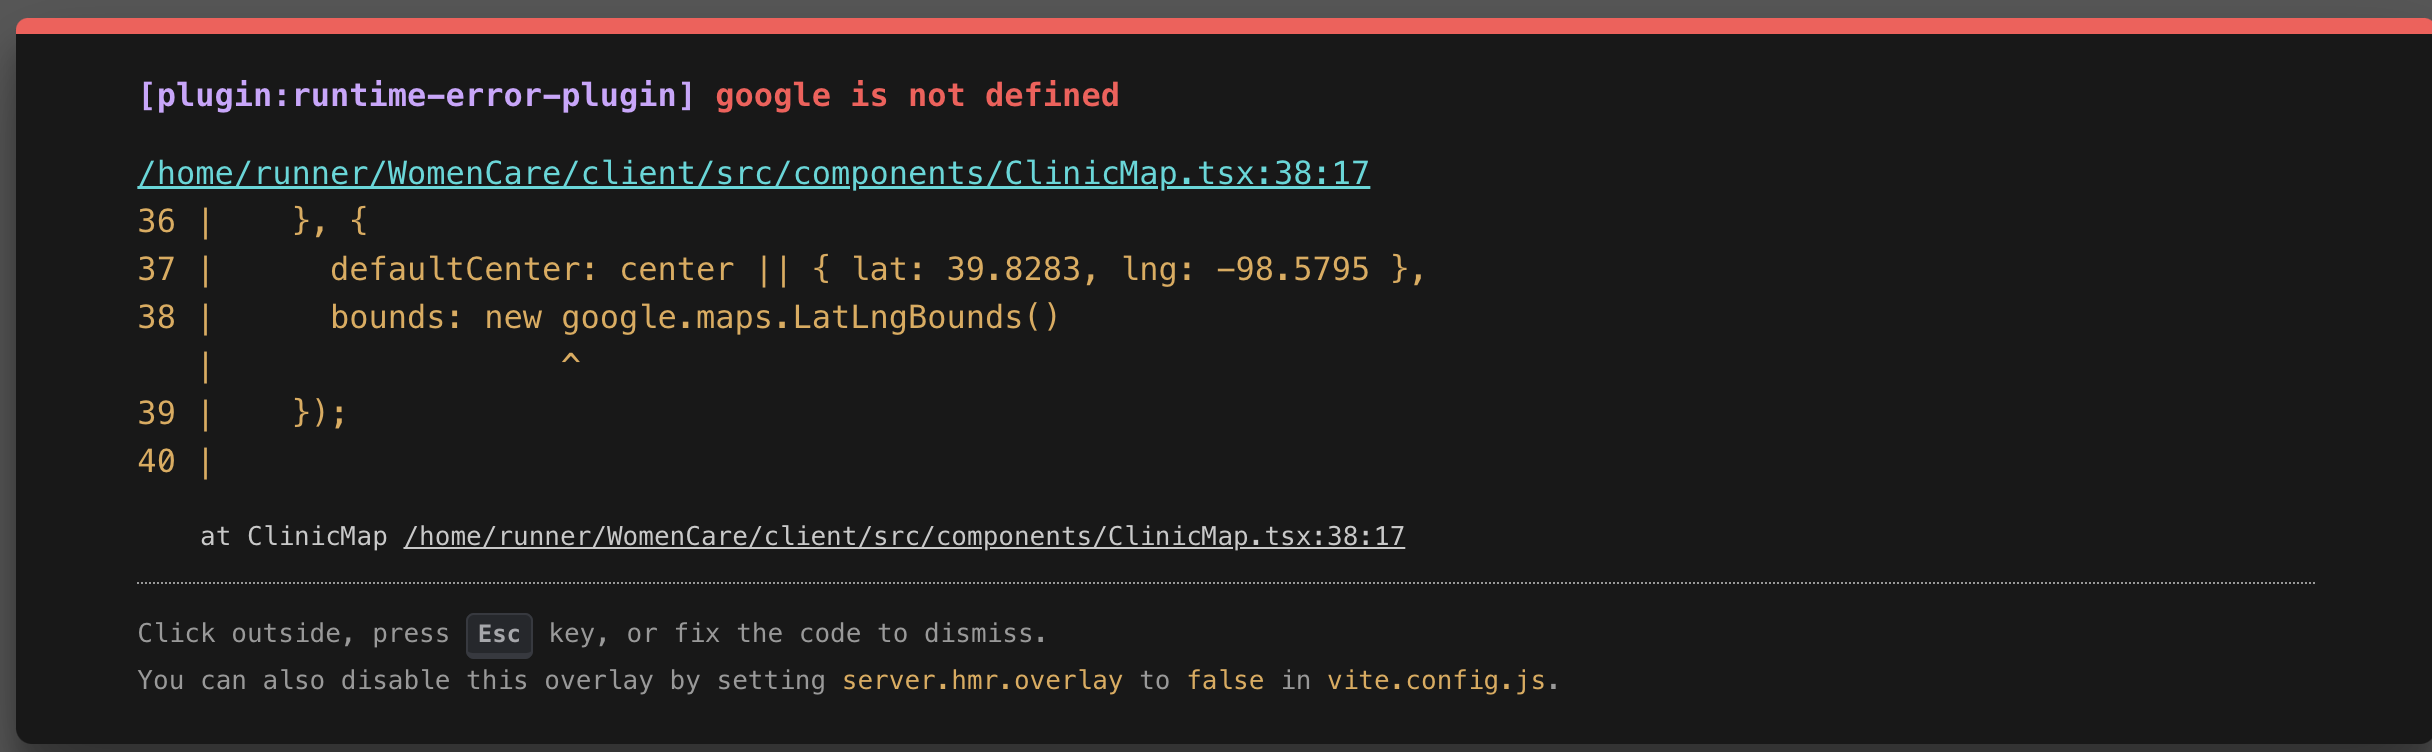 [plugin:runtime-error-plugin] google is not defined
/home/runner/WomenCare/client/src/components/ClinicMap.tsx:38:17
36 |    }, {
37 |      defaultCenter: center || { lat: 39.8283, lng: -98.5795 },
38 |      bounds: new google.maps.LatLngBounds()
   |                  ^
39 |    });
40 |
at ClinicMap /home/runner/WomenCare/client/src/components/ClinicMap.tsx:38:17
Click outside, press Esc key, or fix the code to dismiss.
You can also disable this overlay by setting server.hmr.overlay to false in vite.config.js.